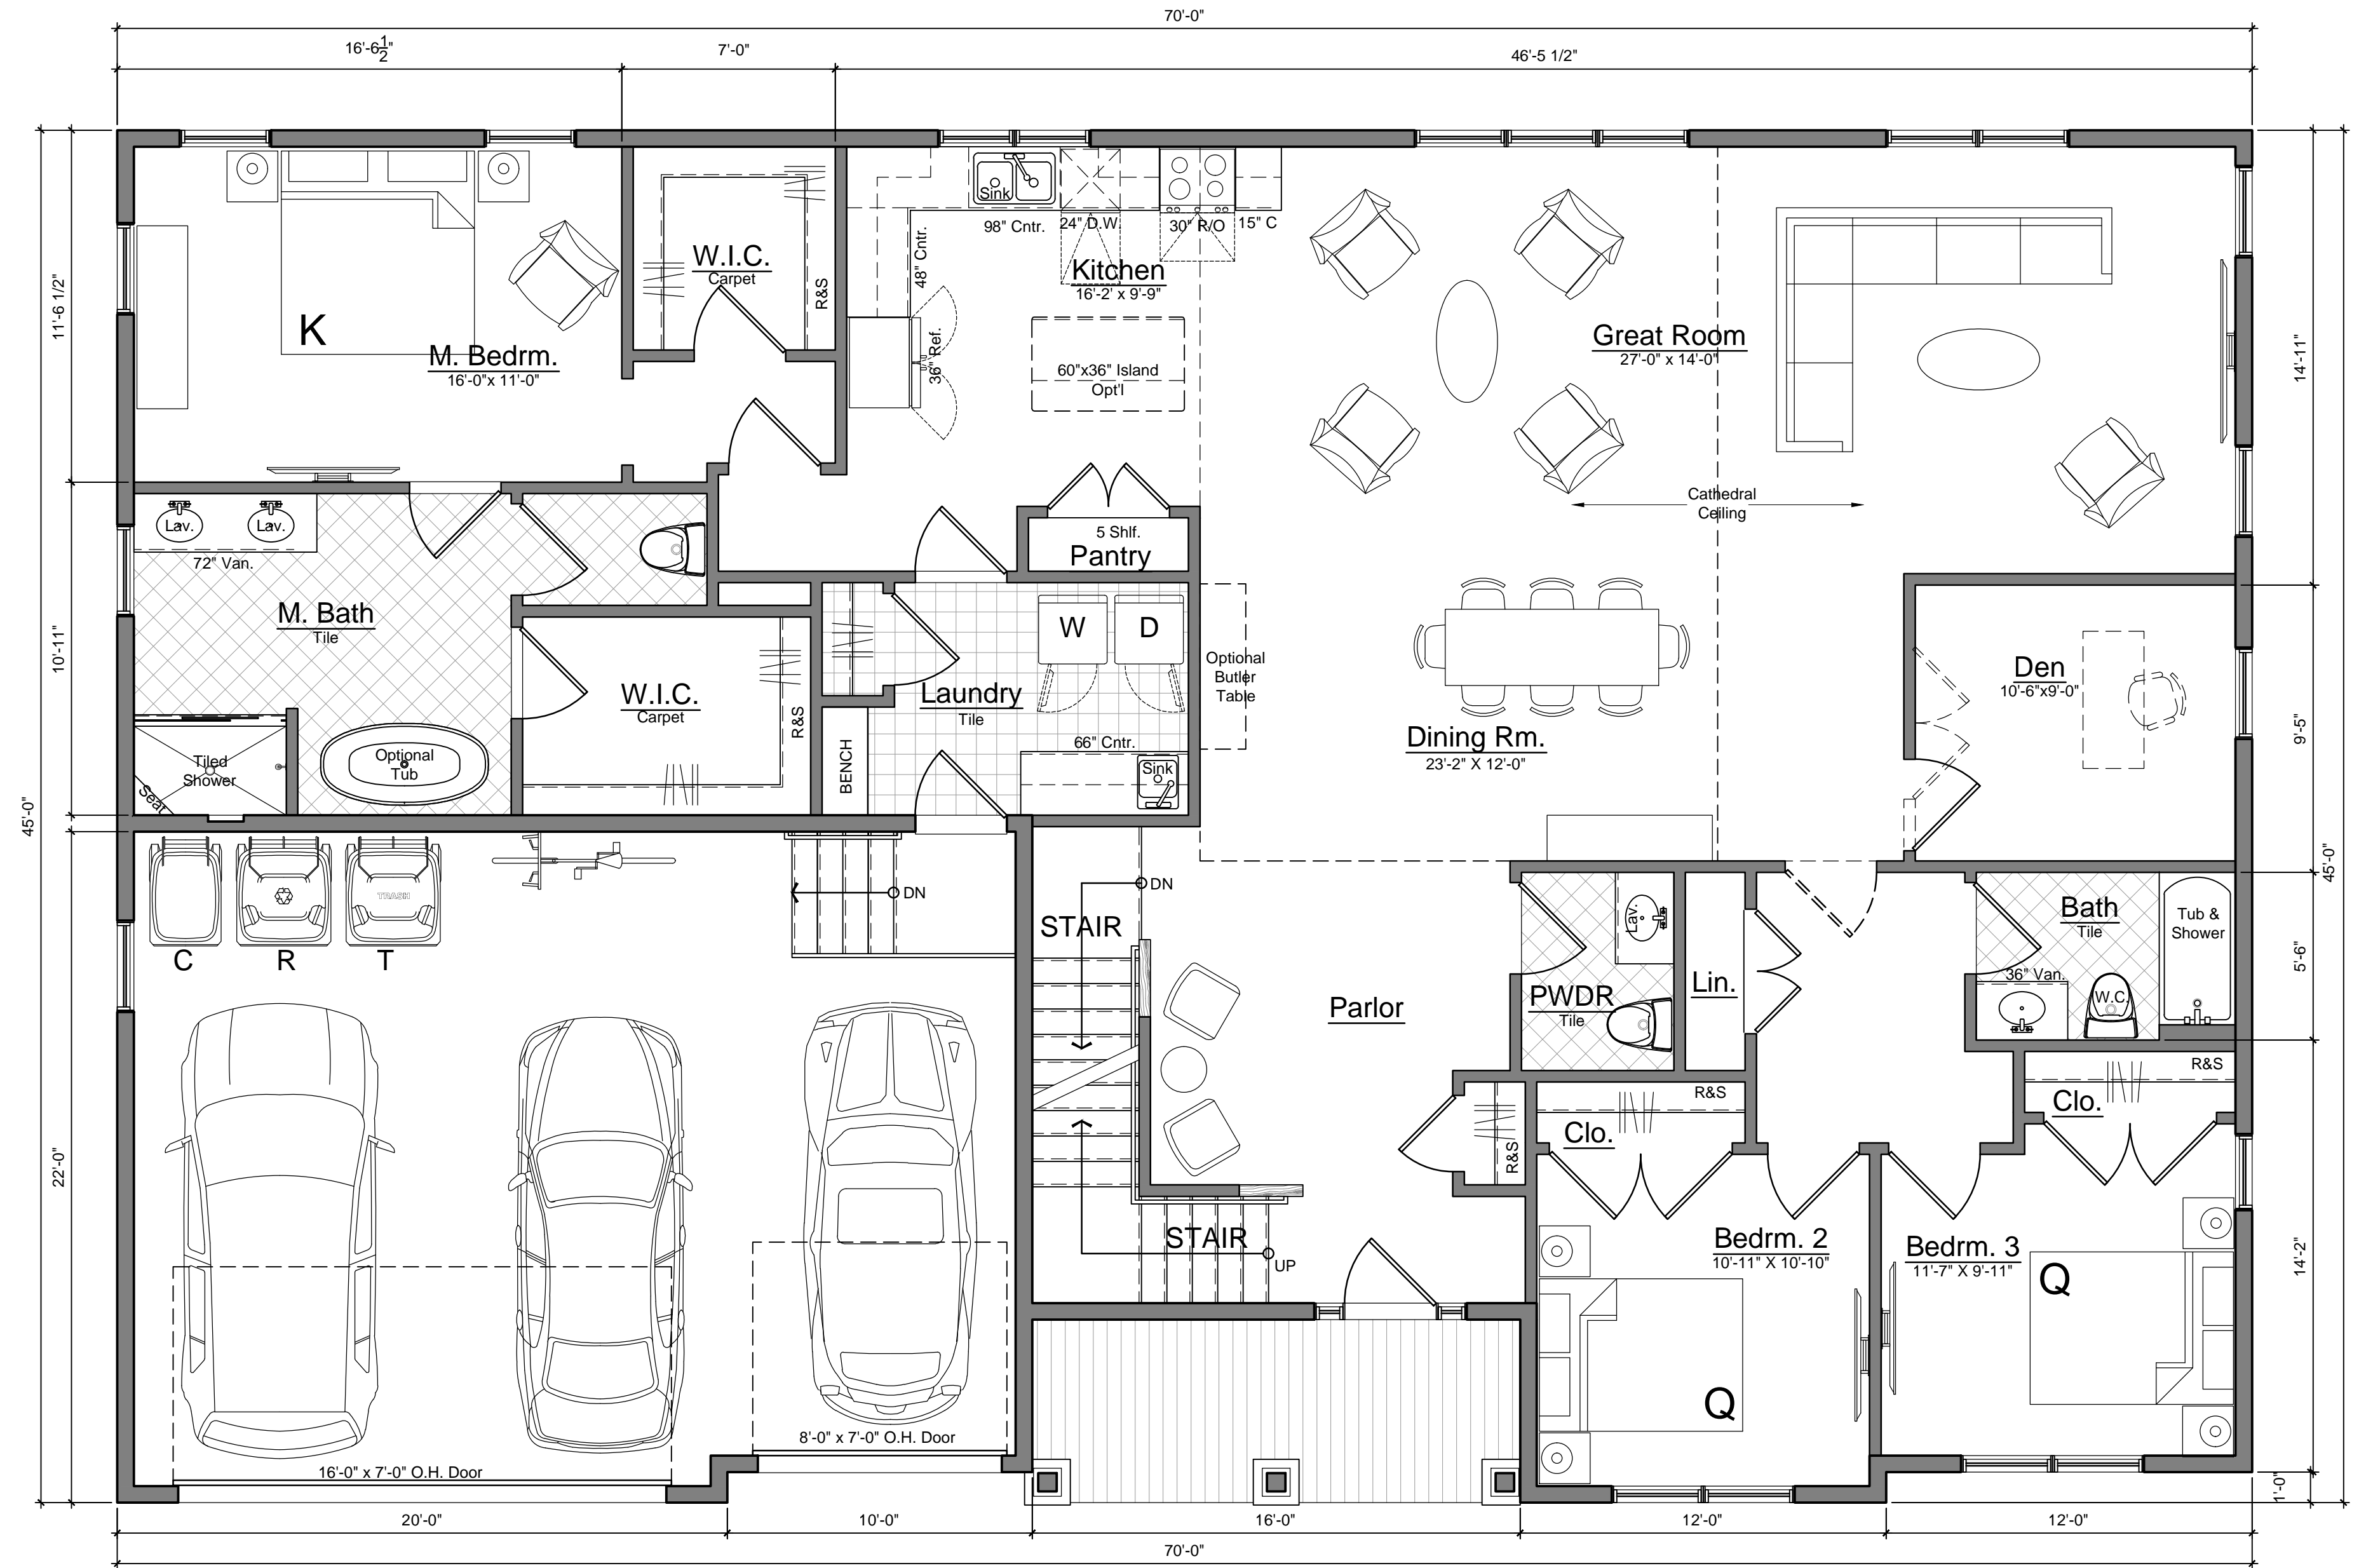 70'-0"
16'-6 1/2"
7'-0"
46'-5 1/2"
Sink
98" Cntr.
24" D.W.
30" R/O
15" C
48" Cntr.
W.I.C.
Carpet
R&S
Kitchen
16'-2' x 9'-9"
K
M. Bedrm.
16'-0"x 11'-0"
36" Ref.
60"x36" Island
Opt'l
Great Room
27'-0" x 14'-0"
11'-6 1/2"
14'-11"
Cathedral
Ceiling
Lav.
Lav.
72" Van.
5 Shlf.
Pantry
M. Bath
Tile
W
D
Optional
Butler
Table
Den
10'-6"x9'-0"
10'-11"
W.I.C.
Carpet
R&S
Laundry
Tile
66" Cntr.
Sink
BENCH
Dining Rm.
23'-2" X 12'-0"
9'-5"
Tiled
Shower
Seat
Optional
Tub
45'-0"
45'-0"
DN
DN
TRASH
C
R
T
STAIR
Parlor
Lav.
PWDR
Tile
Lin.
Bath
Tile
Tub &
Shower
36" Van.
W.C.
5'-6"
R&S
R&S
Clo.
Clo.
R&S
22'-0"
STAIR
UP
Bedrm. 2
10'-11" X 10'-10"
Bedrm. 3
11'-7" X 9'-11"
Q
Q
14'-2"
8'-0" x 7'-0" O.H. Door
16'-0" x 7'-0" O.H. Door
1'-0"
20'-0"
10'-0"
16'-0"
12'-0"
12'-0"
70'-0"